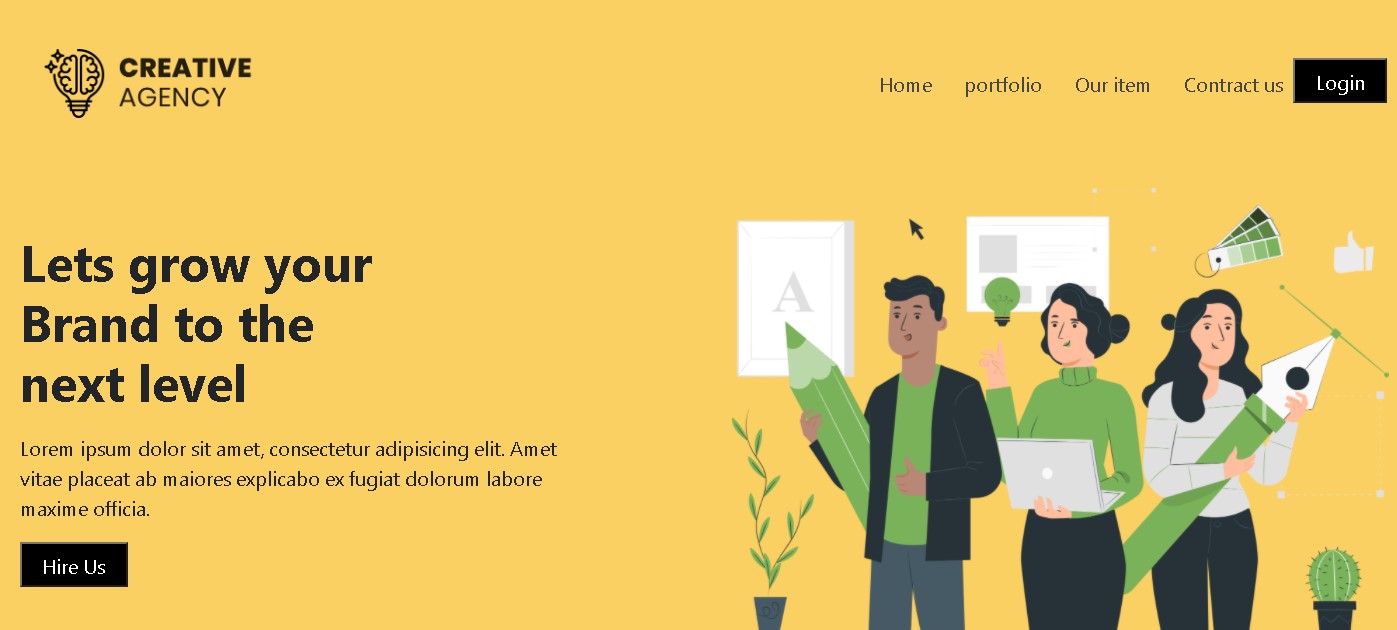 CREATIVE
AGENCY
Home portfolio Our item Contract us Login
Lets grow your
Brand to the
next level
Lorem ipsum dolor sit amet, consectetur adipisicing elit. Amet
vitae placeat ab maiores explicabo ex fugiat dolorum labore
maxime officia.
Hire Us
A